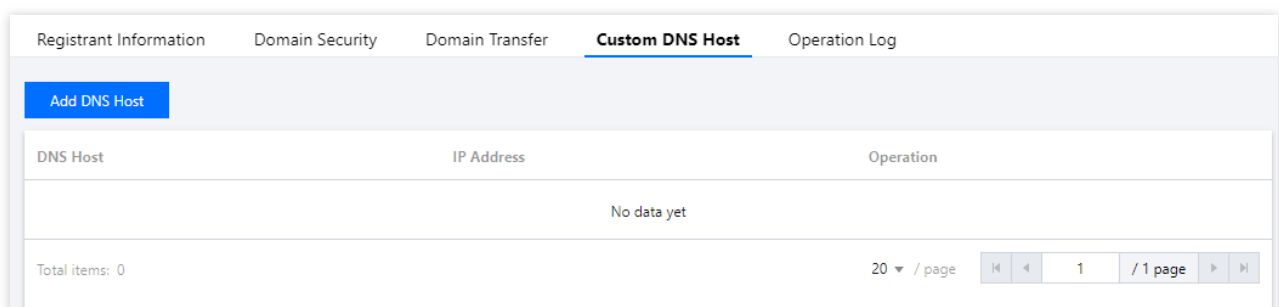 Registrant Information Domain Security Domain Transfer Custom DNS Host Operation Log
Add DNS Host
DNS Host IP Address Operation
No data yet
Total items: 0 20 / page 1 / 1 page